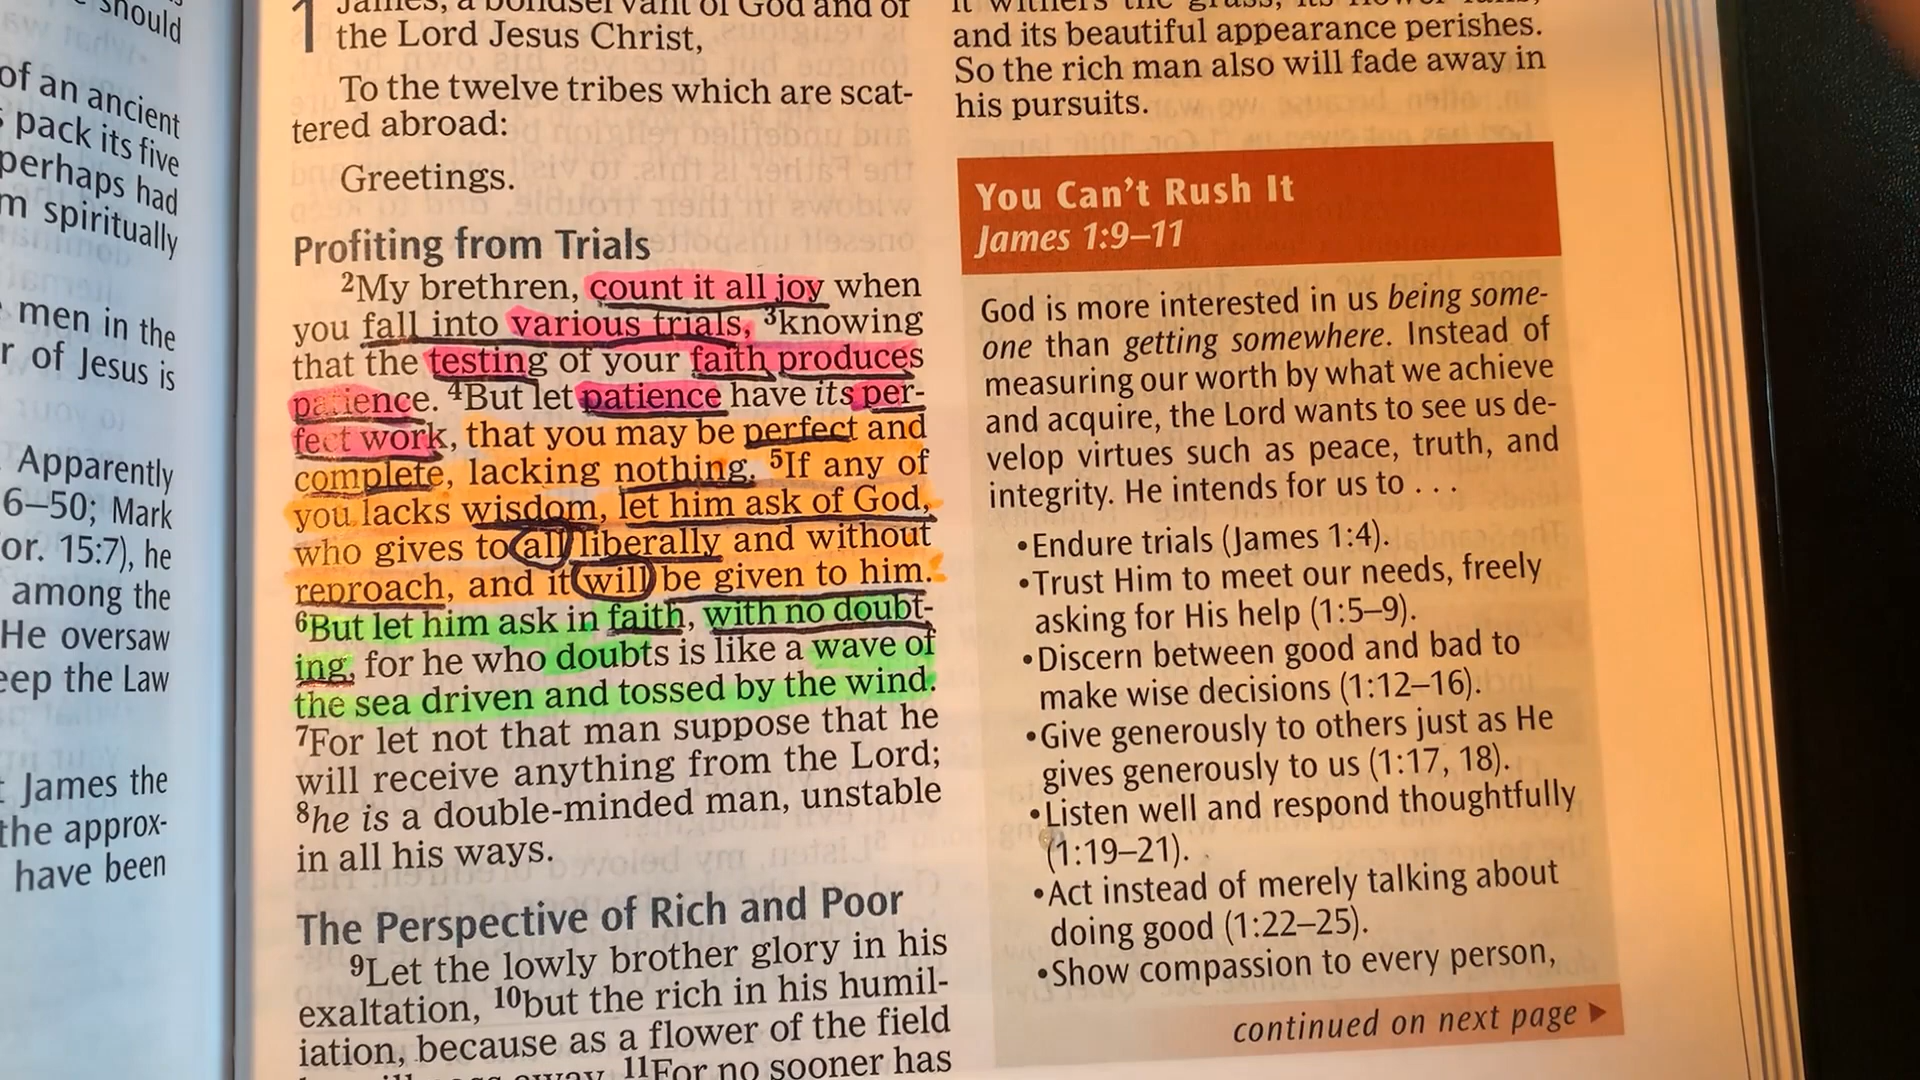 should
of an ancient
pack its five
perhaps had
m spiritually
men in the
r of Jesus is
Apparently
6–50; Mark
or. 15:7), he
among the
He oversaw
eep the Law
James the
the approx-
have been
1 James, a bondservant of God and of
the Lord Jesus Christ,
To the twelve tribes which are scat-
tered abroad:
Greetings.
Profiting from Trials
2My brethren, count it all joy when
you fall into various trials, 3knowing
that the testing of your faith produces
patience. 4But let patience have its per-
fect work, that you may be perfect and
complete, lacking nothing. 5If any of
you lacks wisdom, let him ask of God,
who gives to all liberally and without
reproach, and it will be given to him.
6But let him ask in faith, with no doubt-
ing, for he who doubts is like a wave of
the sea driven and tossed by the wind.
7For let not that man suppose that he
will receive anything from the Lord;
8he is a double-minded man, unstable
in all his ways.
The Perspective of Rich and Poor
9Let the lowly brother glory in his
exaltation, 10but the rich in his humil-
iation, because as a flower of the field
away. 11For no sooner has
it withers the grass; its flower falls,
and its beautiful appearance perishes.
So the rich man also will fade away in
his pursuits.
You Can't Rush It
James 1:9–11
God is more interested in us being some-
one than getting somewhere. Instead of
measuring our worth by what we achieve
and acquire, the Lord wants to see us de-
velop virtues such as peace, truth, and
integrity. He intends for us to . . .
•Endure trials (James 1:4).
•Trust Him to meet our needs, freely
asking for His help (1:5–9).
•Discern between good and bad to
make wise decisions (1:12–16).
•Give generously to others just as He
gives generously to us (1:17, 18).
•Listen well and respond thoughtfully
(1:19–21).
•Act instead of merely talking about
doing good (1:22–25).
•Show compassion to every person,
continued on next page ►